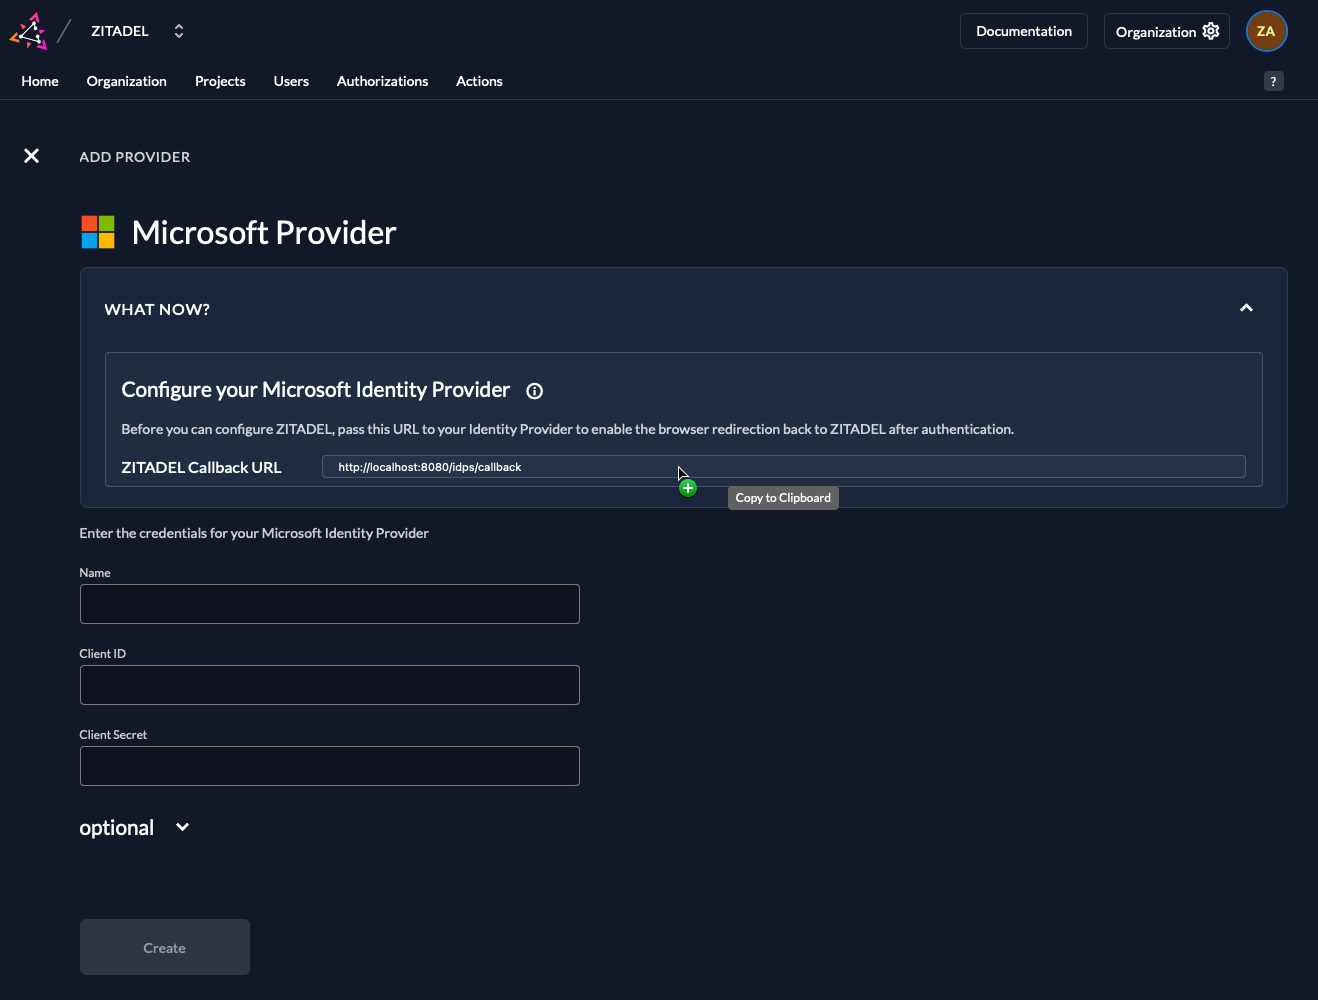 ZITADEL
Documentation
Organization
ZA
Home
Organization
Projects
Users
Authorizations
Actions
?
ADD PROVIDER
Microsoft Provider
WHAT NOW?
Configure your Microsoft Identity Provider
Before you can configure ZITADEL, pass this URL to your Identity Provider to enable the browser redirection back to ZITADEL after authentication.
ZITADEL Callback URL
http://localhost:8080/idps/callback
Copy to Clipboard
Enter the credentials for your Microsoft Identity Provider
Name
Client ID
Client Secret
optional
Create